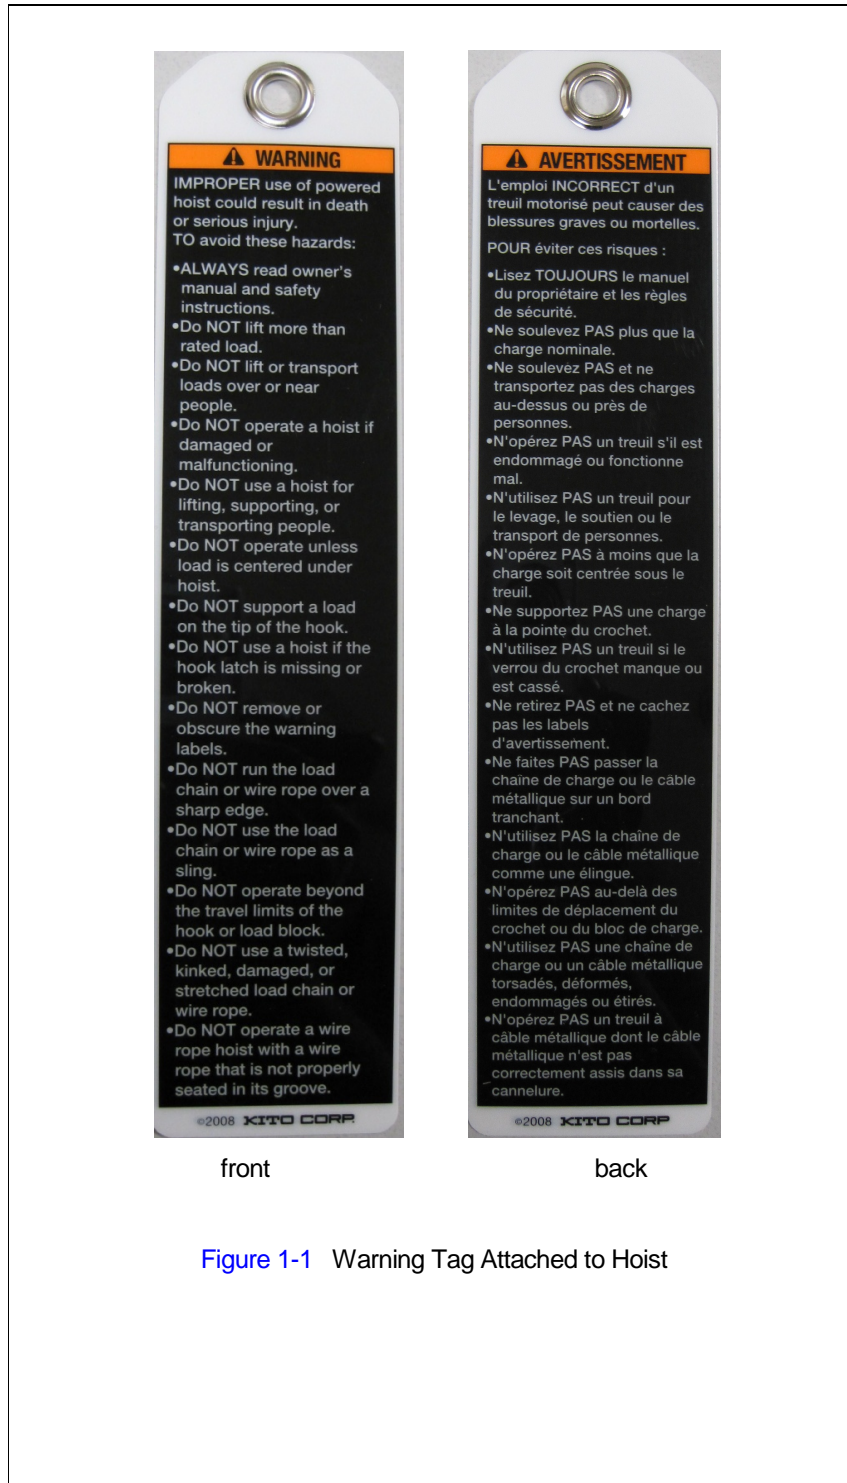 WARNING
IMPROPER use of powered
hoist could result in death
or serious injury.
TO avoid these hazards:
•ALWAYS read owner's
manual and safety
instructions.
•Do NOT lift more than
rated load.
•Do NOT lift or transport
loads over or near
people.
•Do NOT operate a hoist if
damaged or
malfunctioning.
•Do NOT use a hoist for
lifting, supporting, or
transporting people.
•Do NOT operate unless
load is centered under
hoist.
•Do NOT support a load
on the tip of the hook.
•Do NOT use a hoist if the
hook latch is missing or
broken.
•Do NOT remove or
obscure the warning
labels.
•Do NOT run the load
chain or wire rope over a
sharp edge.
•Do NOT use the load
chain or wire rope as a
sling.
•Do NOT operate beyond
the travel limits of the
hook or load block.
•Do NOT use a twisted,
kinked, damaged, or
stretched load chain or
wire rope.
•Do NOT operate a wire
rope hoist with a wire
rope that is not properly
seated in its groove.
©2008 KITO CORP.
front
AVERTISSEMENT
L'emploi INCORRECT d'un
treuil motorisé peut causer des
blessures graves ou mortelles.
POUR éviter ces risques :
•Lisez TOUJOURS le manuel
du propriétaire et les règles
de sécurité.
•Ne soulevez PAS plus que la
charge nominale.
•Ne soulevez PAS et ne
transportez pas des charges
au-dessus ou près de
personnes.
•N'opérez PAS un treuil s'il est
endommagé ou fonctionne
mal.
•N'utilisez PAS un treuil pour
le levage, le soutien ou le
transport de personnes.
•N'opérez PAS à moins que la
charge soit centrée sous le
treuil.
•Ne supportez PAS une charge
à la pointe du crochet.
•N'utilisez PAS un treuil si le
verrou du crochet manque ou
est cassé.
•Ne retirez PAS et ne cachez
pas les labels
d'avertissement.
•Ne faites PAS passer la
chaîne de charge ou le câble
métallique sur un bord
tranchant.
•N'utilisez PAS la chaîne de
charge ou le câble métallique
comme une élingue.
•N'opérez PAS au-delà des
limites de déplacement du
crochet ou du bloc de charge.
•N'utilisez PAS une chaîne de
charge ou un câble métallique
torsadés, déformés,
endommagés ou étirés.
•N'opérez PAS un treuil à
câble métallique dont le câble
métallique n'est pas
correctement assis dans sa
cannelure.
©2008 KITO CORP
back
Figure 1-1 Warning Tag Attached to Hoist